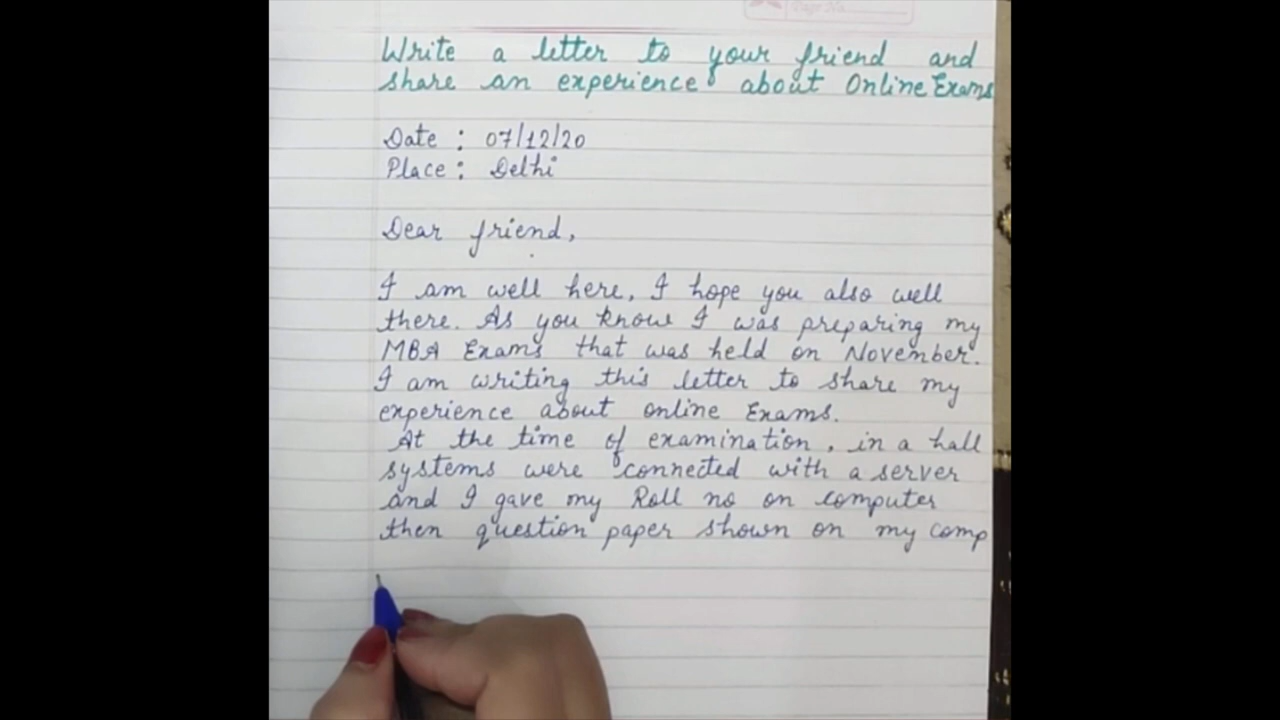 Page No.
Write a letter to your friend and
share an experience about Online Exams
Date : 07/12/20
Place : Delhi
Dear friend,
I am well here, I hope you also well
there. As you know I was preparing my
MBA Exams that was held on November.
I am writing this letter to share my
experience about online Exams.
At the time of examination, in a hall
systems were connected with a server
and I gave my Roll no on computer
then question paper shown on my comp